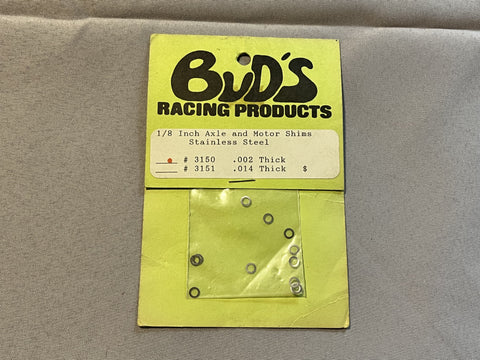 BUD'S
RACING PRODUCTS
1/8 Inch Axle and Motor Shims
Stainless Steel
# 3150 .002 Thick
# 3151 .014 Thick $